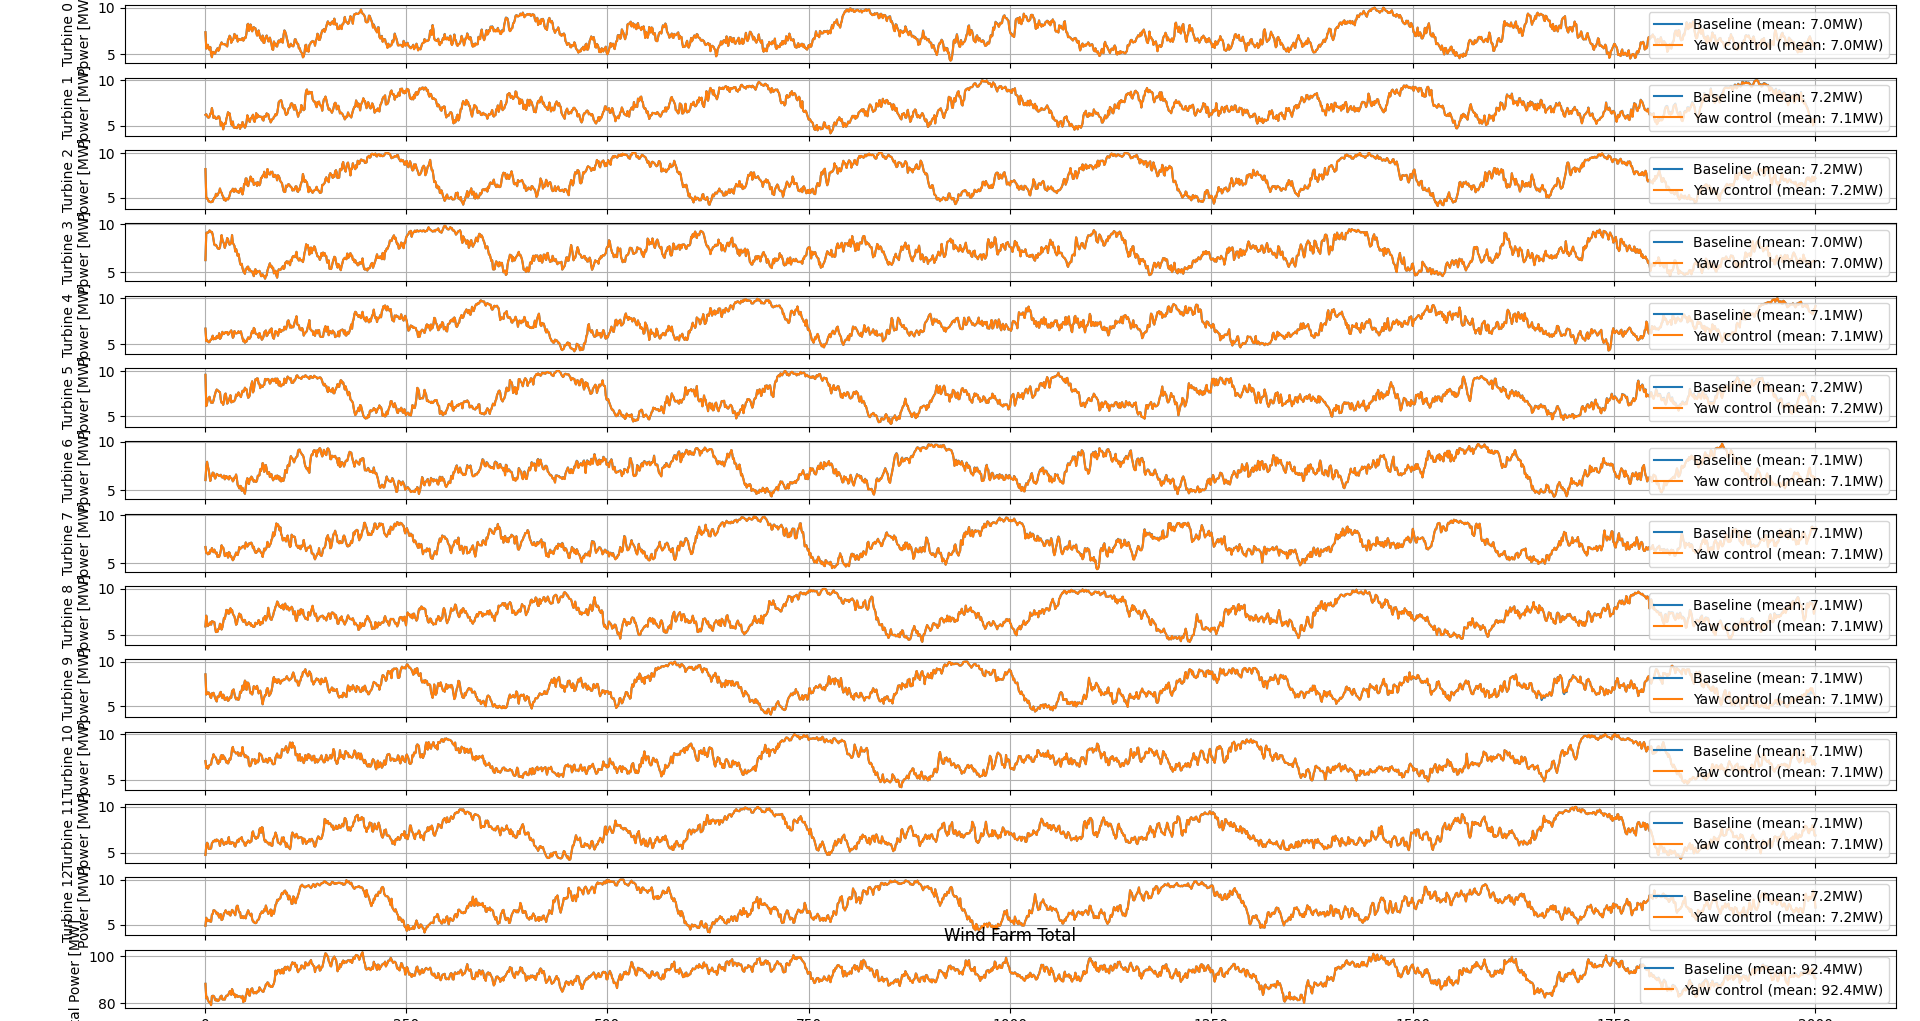 Turbine 0
Power [MW]
10
5
Baseline (mean: 7.0MW)
Yaw control (mean: 7.0MW)
Turbine 1
Power [MW]
10
5
Baseline (mean: 7.2MW)
Yaw control (mean: 7.1MW)
Turbine 2
Power [MW]
10
5
Baseline (mean: 7.2MW)
Yaw control (mean: 7.2MW)
Turbine 3
Power [MW]
10
5
Baseline (mean: 7.0MW)
Yaw control (mean: 7.0MW)
Turbine 4
Power [MW]
10
5
Baseline (mean: 7.1MW)
Yaw control (mean: 7.1MW)
Turbine 5
Power [MW]
10
5
Baseline (mean: 7.2MW)
Yaw control (mean: 7.2MW)
Turbine 6
Power [MW]
10
5
Baseline (mean: 7.1MW)
Yaw control (mean: 7.1MW)
Turbine 7
Power [MW]
10
5
Baseline (mean: 7.1MW)
Yaw control (mean: 7.1MW)
Turbine 8
Power [MW]
10
5
Baseline (mean: 7.1MW)
Yaw control (mean: 7.1MW)
Turbine 9
Power [MW]
10
5
Baseline (mean: 7.1MW)
Yaw control (mean: 7.1MW)
Turbine 10
Power [MW]
10
5
Baseline (mean: 7.1MW)
Yaw control (mean: 7.1MW)
Turbine 11
Power [MW]
10
5
Baseline (mean: 7.1MW)
Yaw control (mean: 7.1MW)
Turbine 12
Power [MW]
10
5
Baseline (mean: 7.2MW)
Yaw control (mean: 7.2MW)
Wind Farm Total
Power [MW]
100
80
Baseline (mean: 92.4MW)
Yaw control (mean: 92.4MW)